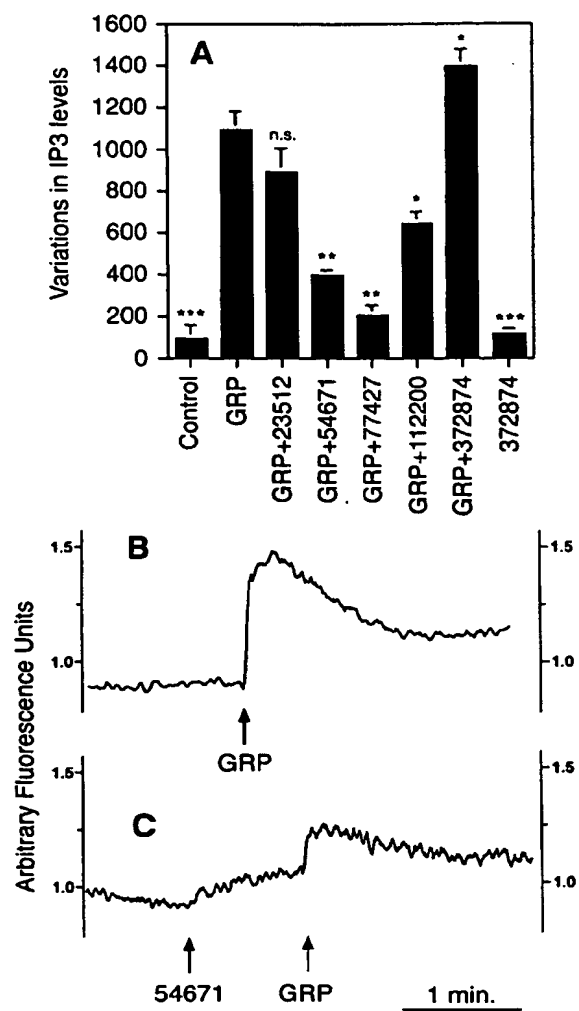 A
Variations in IP3 levels
1600
1400
1200
1000
800
600
400
200
0
***
n.s.
**
**
*
*
***
Control
GRP
GRP+23512
GRP+54671
GRP+77427
GRP+112200
GRP+372874
372874
B
Arbitrary Fluorescence Units
1.5
1.0
1.5
1.0
GRP
C
1.5
1.0
1.5
1.0
54671
GRP
1 min.